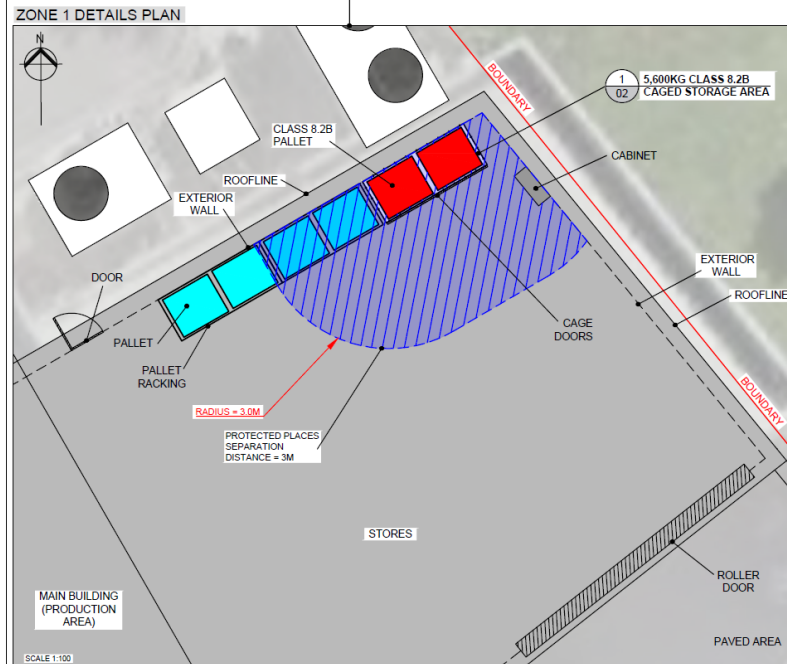 ZONE 1 DETAILS PLAN
N
BOUNDARY
1
02
5,600KG CLASS 8.2B
CAGED STORAGE AREA
CLASS 8.2B
PALLET
CABINET
ROOFLINE
EXTERIOR
WALL
EXTERIOR
WALL
DOOR
ROOFLINE
CAGE
DOORS
PALLET
PALLET
RACKING
BOUNDARY
RADIUS = 3.0M
PROTECTED PLACES
SEPARATION
DISTANCE = 3M
STORES
ROLLER
DOOR
MAIN BUILDING
(PRODUCTION
AREA)
PAVED AREA
SCALE 1:100